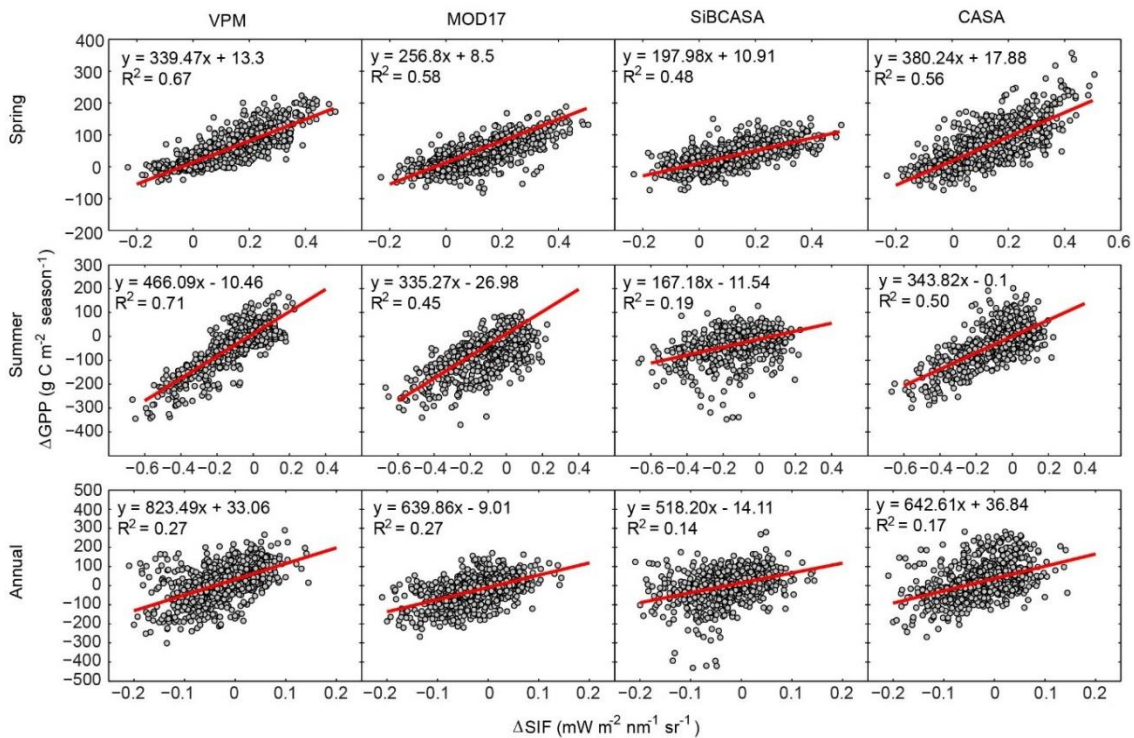 VPM MOD17 SiBCASA CASA
Spring
400
300
200
100
0
−100
−200
y = 339.47x + 13.3
R² = 0.67
y = 256.8x + 8.5
R² = 0.58
y = 197.98x + 10.91
R² = 0.48
y = 380.24x + 17.88
R² = 0.56
−0.2 0 0.2 0.4 −0.2 0 0.2 0.4 −0.2 0 0.2 0.4 −0.2 0 0.2 0.4 0.6
Summer
ΔGPP (g C m⁻² season⁻¹)
300
200
100
0
−100
−200
−300
−400
y = 466.09x - 10.46
R² = 0.71
y = 335.27x - 26.98
R² = 0.45
y = 167.18x - 11.54
R² = 0.19
y = 343.82x - 0.1
R² = 0.50
−0.6 −0.4 −0.2 0 0.2 0.4 −0.6 −0.4 −0.2 0 0.2 0.4 −0.6 −0.4 −0.2 0 0.2 0.4 −0.6 −0.4 −0.2 0 0.2 0.4
Annual
500
400
300
200
100
0
−100
−200
−300
−400
−500
y = 823.49x + 33.06
R² = 0.27
y = 639.86x - 9.01
R² = 0.27
y = 518.20x - 14.11
R² = 0.14
y = 642.61x + 36.84
R² = 0.17
−0.2 −0.1 0 0.1 −0.2 −0.1 0 0.1 −0.2 −0.1 0 0.1 −0.2 −0.1 0 0.1 0.2
ΔSIF (mW m⁻² nm⁻¹ sr⁻¹)